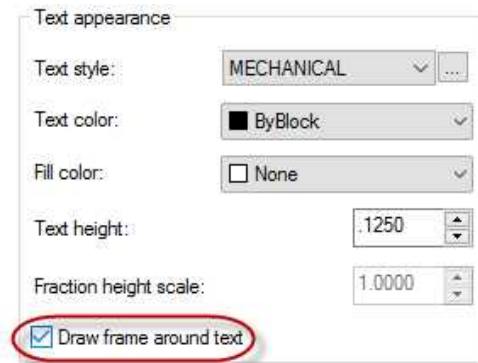 Text appearance
Text style: MECHANICAL ...
Text color: ByBlock
Fill color: None
Text height: .1250
Fraction height scale: 1.0000
Draw frame around text